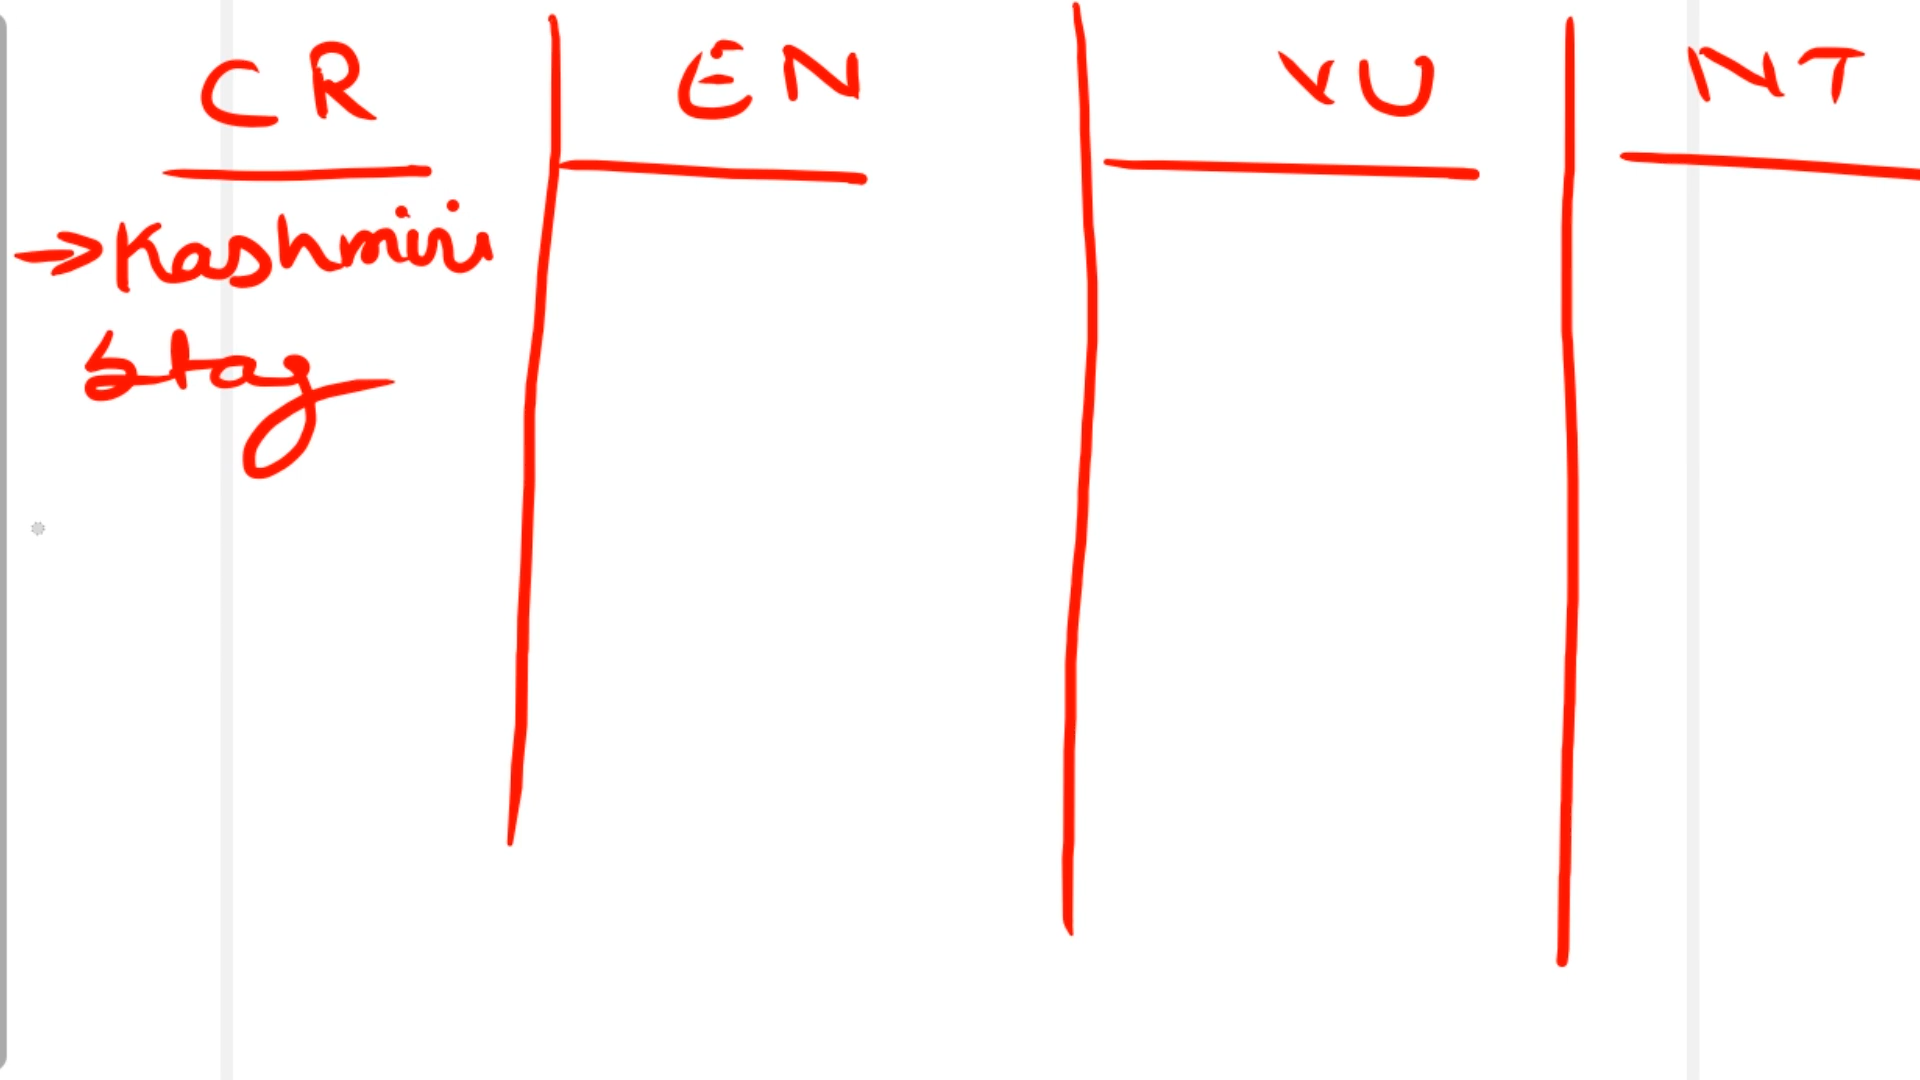 CR EN VU NT
→Kashmiri
stag